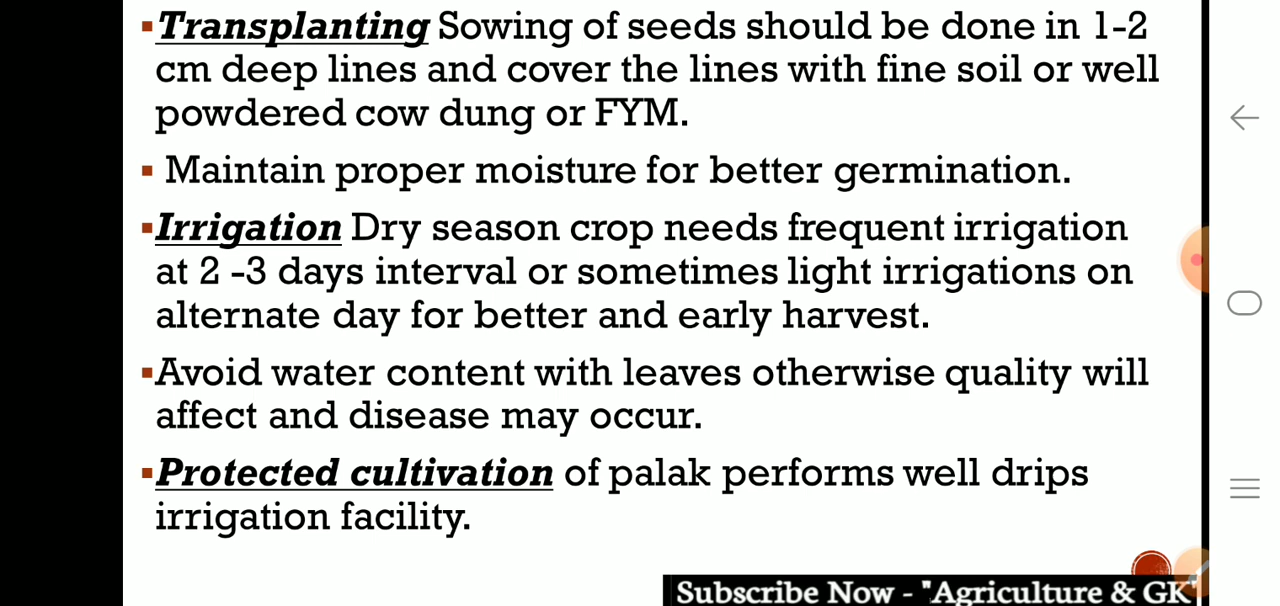 ▪Transplanting Sowing of seeds should be done in 1-2
cm deep lines and cover the lines with fine soil or well
powdered cow dung or FYM.
▪ Maintain proper moisture for better germination.
▪Irrigation Dry season crop needs frequent irrigation
at 2 -3 days interval or sometimes light irrigations on
alternate day for better and early harvest.
▪Avoid water content with leaves otherwise quality will
affect and disease may occur.
▪Protected cultivation of palak performs well drips
irrigation facility.
Subscribe Now - "Agriculture & GK"